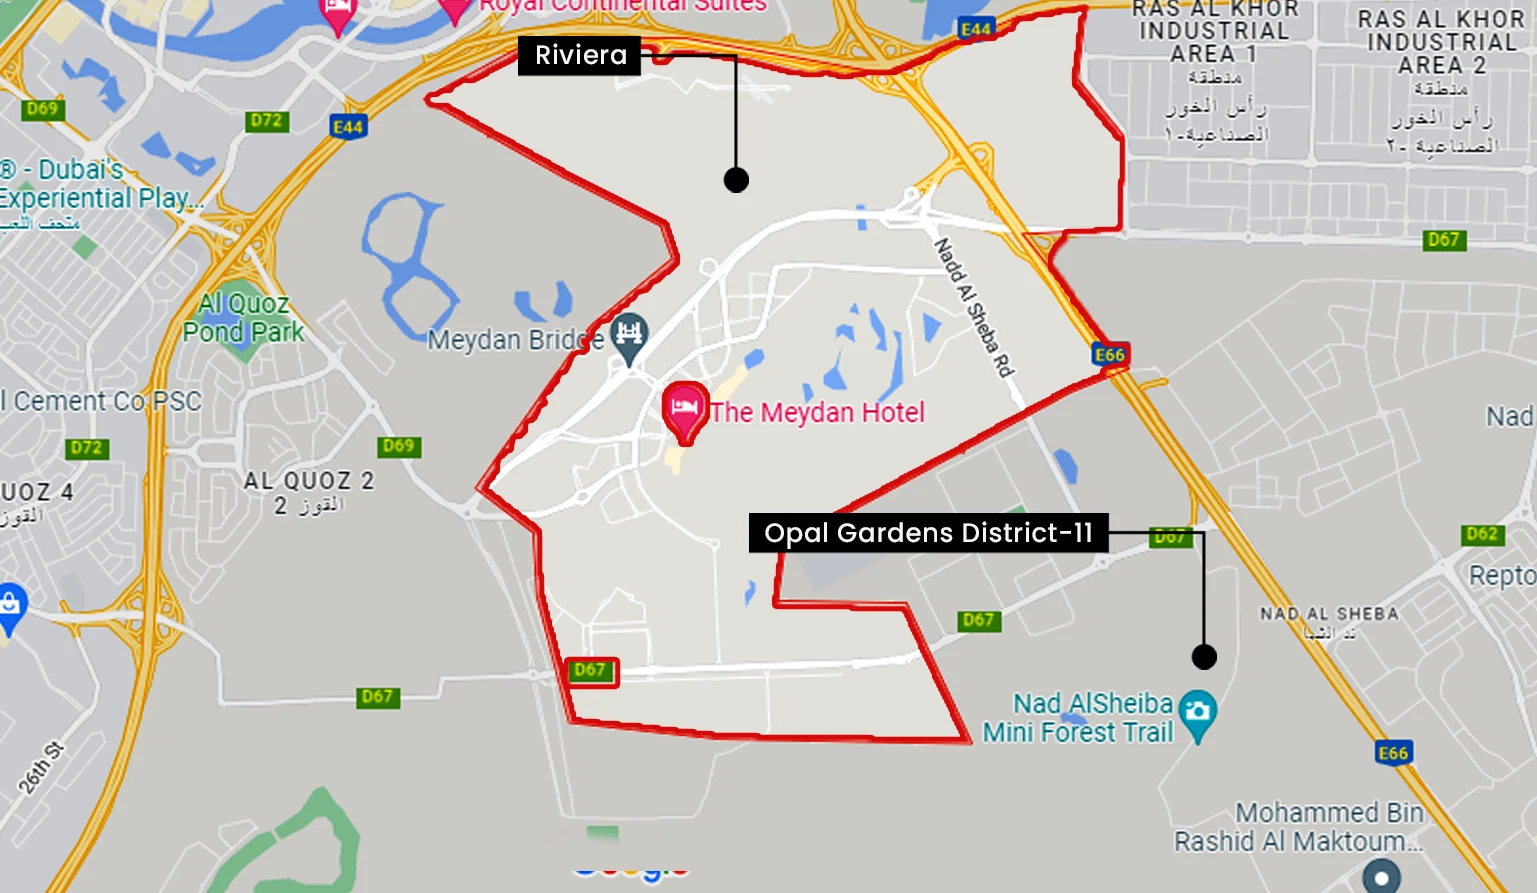 Royal Continental Suites
E44
RAS AL KHOR
INDUSTRIAL
AREA 1
منطقة
رأس الخور
الصناعية-١
RAS AL KHOR
INDUSTRIAL
AREA 2
منطقة
رأس الخور
الصناعية -٢
Riviera
D69
D72
E44
® - Dubai's
Experiential Play...
متحف اللعب
D67
Nadd Al Sheba Rd
Al Quoz
Pond Park
Meydan Bridge
E66
l Cement Co PSC
The Meydan Hotel
Nad
D72
D69
AL QUOZ 2
القوز 2
UOZ 4
القوز
Opal Gardens District-11
D67
D62
Repto
NAD AL SHEBA
ند الشبا
D67
D67
D67
Nad AlSheiba
Mini Forest Trail
26th St
E66
Mohammed Bin
Rashid Al Maktoum...
Google